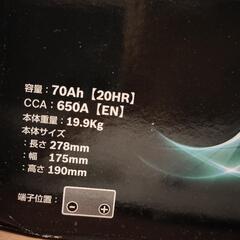 容量：70Ah【20HR】
CCA：650A【EN】
本体重量：19.9Kg
本体サイズ
：長さ 278mm
：幅 175mm
：高さ 190mm
端子位置：